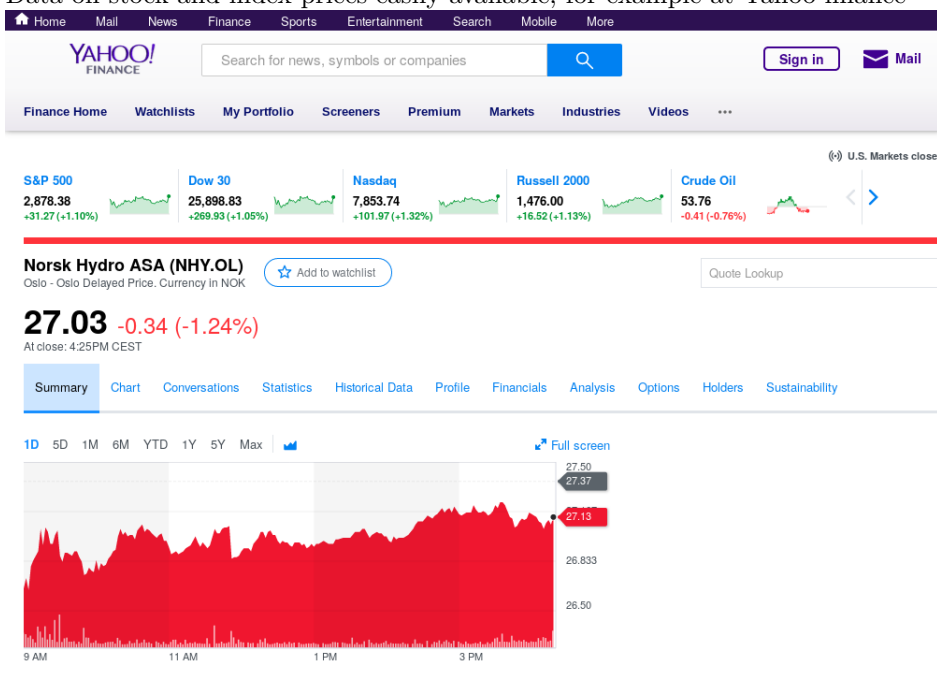 Data on stock and index prices easily available, for example at Yahoo finance
Home Mail News Finance Sports Entertainment Search Mobile More
YAHOO!
FINANCE
Search for news, symbols or companies
Sign in Mail
Finance Home Watchlists My Portfolio Screeners Premium Markets Industries Videos ...
U.S. Markets close
S&P 500 Dow 30 Nasdaq Russell 2000 Crude Oil
2,878.38 25,898.83 7,853.74 1,476.00 53.76
+31.27 (+1.10%) +269.93 (+1.05%) +101.97 (+1.32%) +16.52 (+1.13%) -0.41 (-0.76%)
Norsk Hydro ASA (NHY.OL)
Add to watchlist
Quote Lookup
Oslo - Oslo Delayed Price. Currency in NOK
27.03 -0.34 (-1.24%)
At close: 4:25PM CEST
Summary Chart Conversations Statistics Historical Data Profile Financials Analysis Options Holders Sustainability
1D 5D 1M 6M YTD 1Y 5Y Max Full screen
27.50
27.37
27.13
26.833
26.50
9 AM 11 AM 1 PM 3 PM